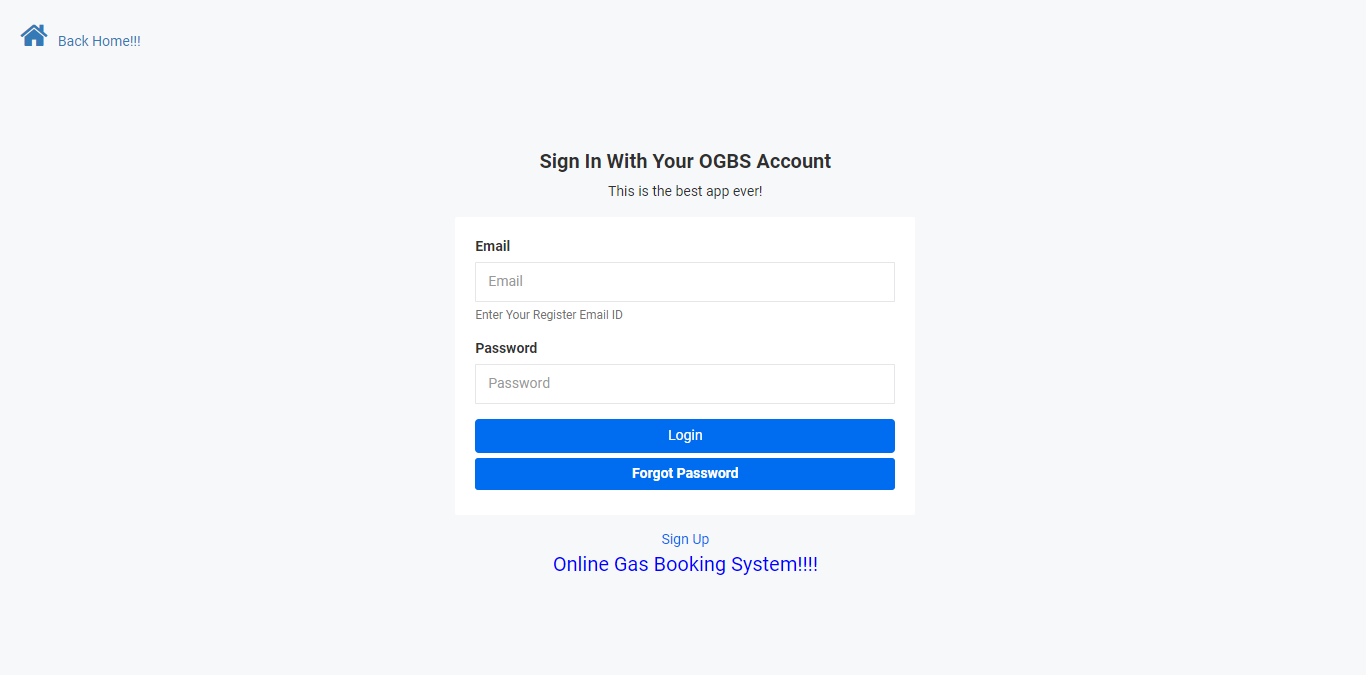 Back Home!!!
Sign In With Your OGBS Account
This is the best app ever!
Email
Email
Enter Your Register Email ID
Password
Password
Login
Forgot Password
Sign Up
Online Gas Booking System!!!!